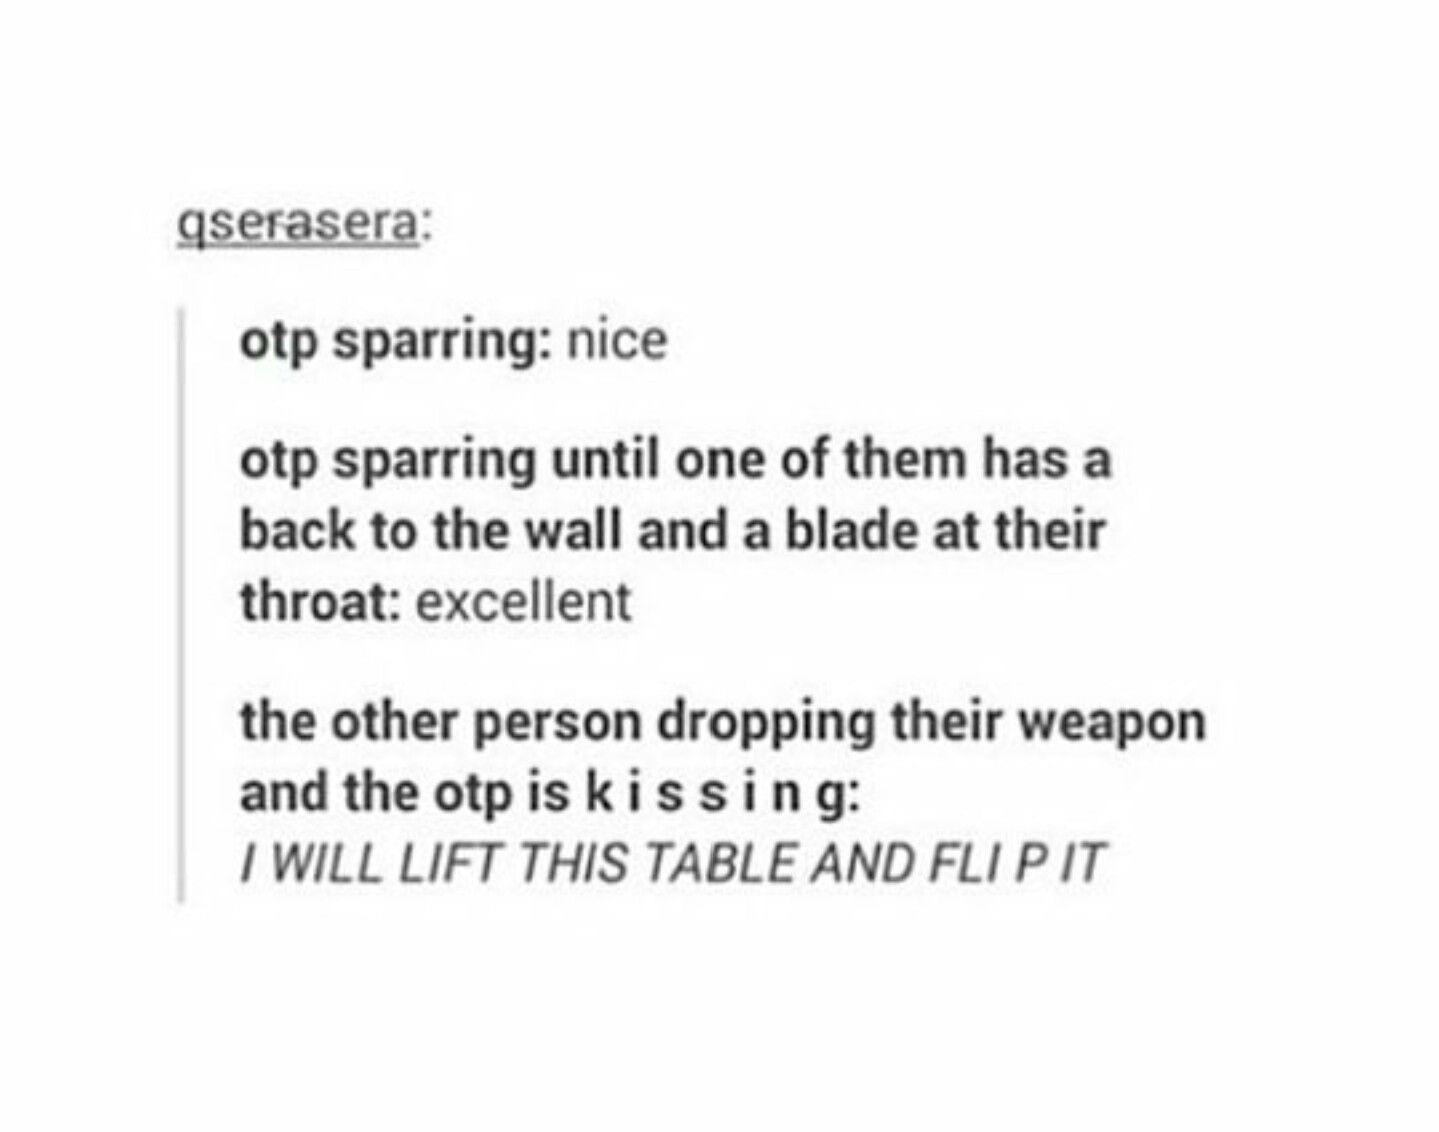 qserasera:
otp sparring: nice
otp sparring until one of them has a
back to the wall and a blade at their
throat: excellent
the other person dropping their weapon
and the otp is k i s s i n g:
I WILL LIFT THIS TABLE AND FLI P IT